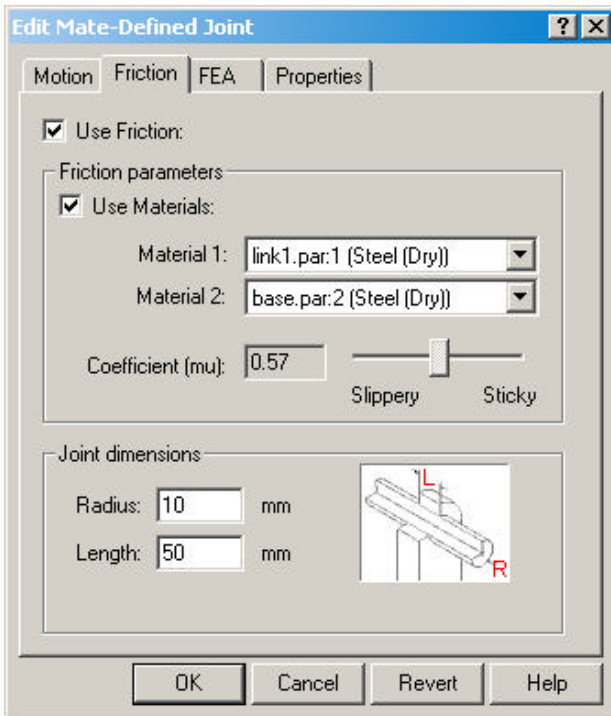 Edit Mate-Defined Joint
Motion Friction FEA Properties
Use Friction:
Friction parameters
Use Materials:
Material 1: link1.par:1 (Steel (Dry))
Material 2: base.par:2 (Steel (Dry))
Coefficient (mu): 0.57
Slippery Sticky
Joint dimensions
L
Radius: 10 mm
Length: 50 mm
R
OK Cancel Revert Help